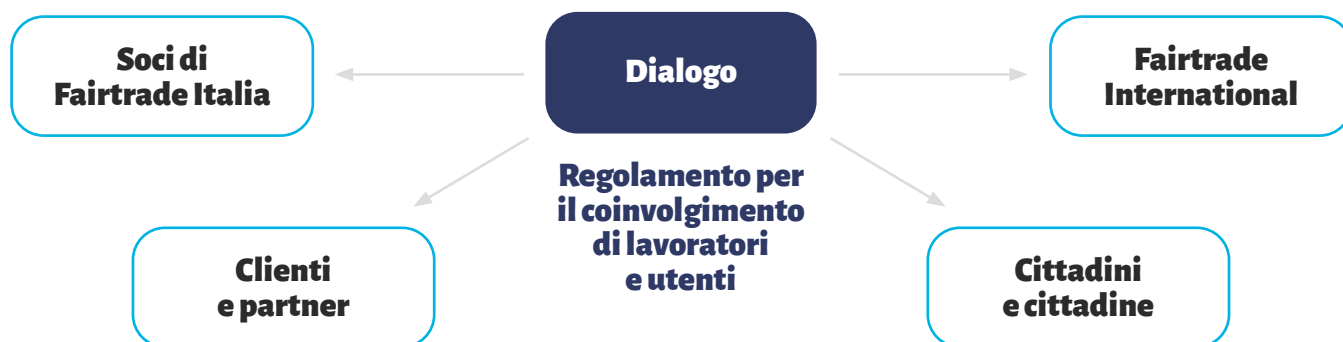 Soci di
Fairtrade Italia
Dialogo
Fairtrade
International
Regolamento per
il coinvolgimento
di lavoratori
e utenti
Clienti
e partner
Cittadini
e cittadine